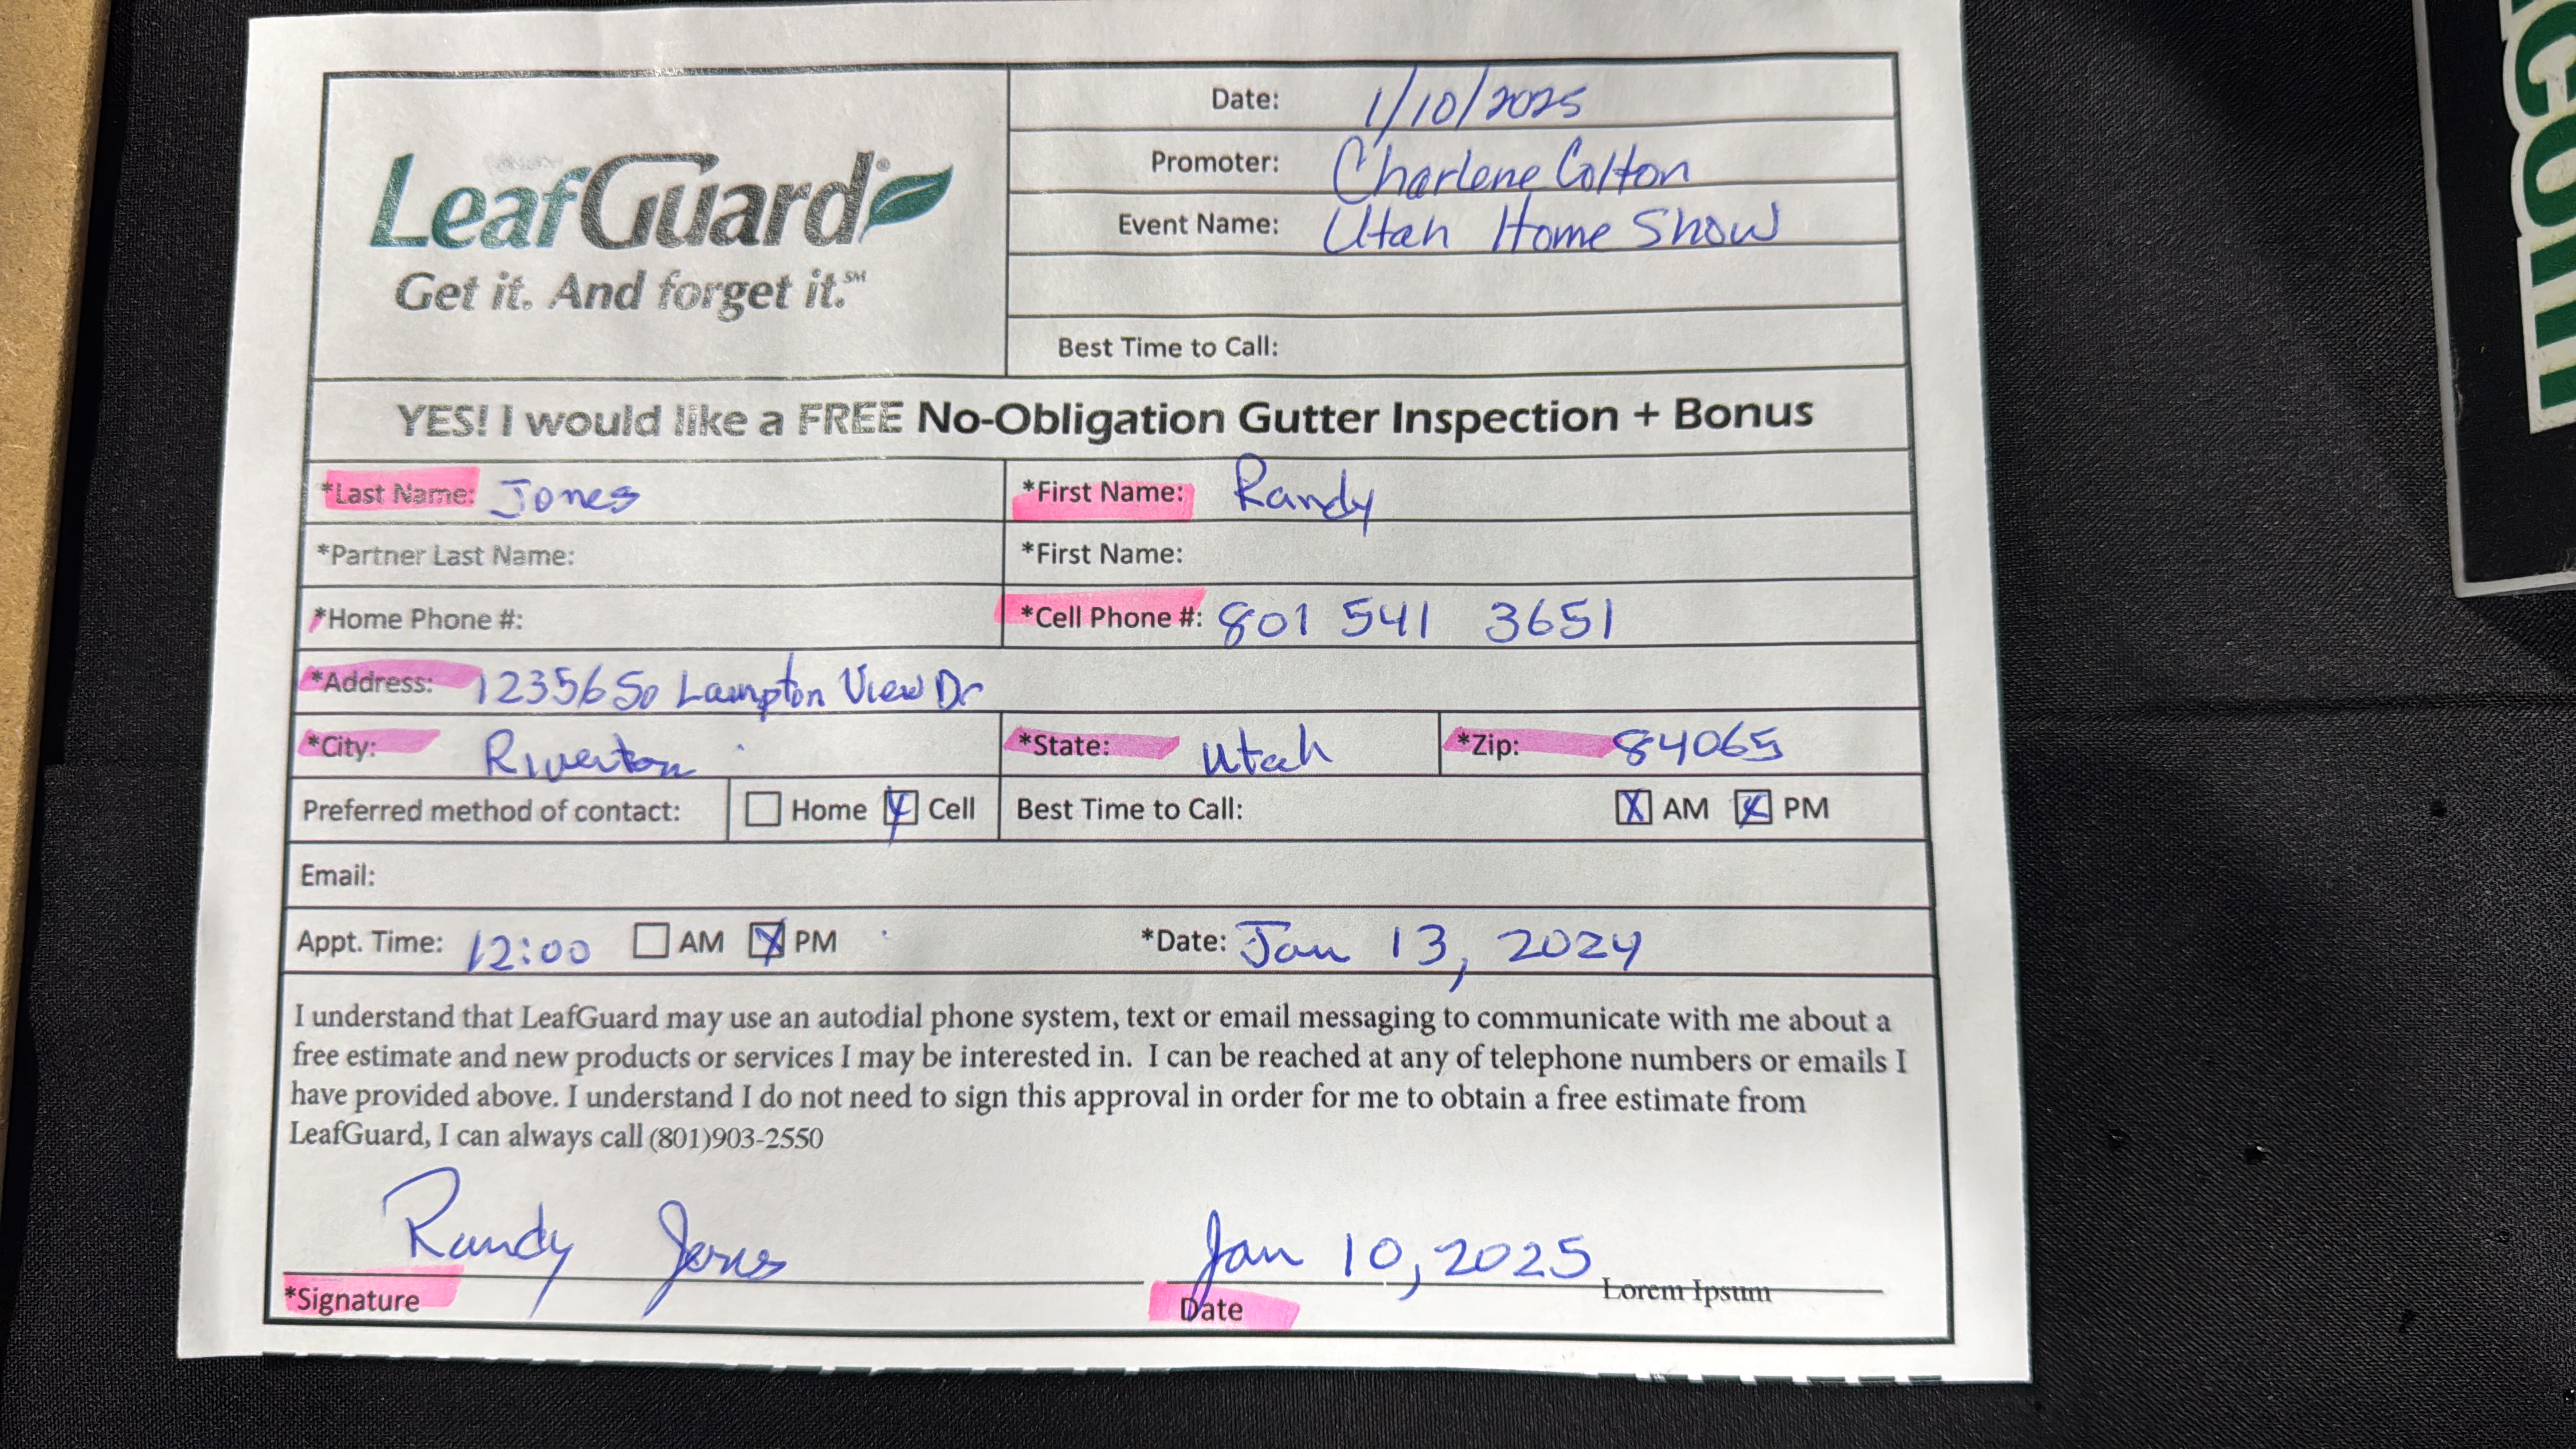 LeafGuard®
Get it. And forget it.℠
Date: 1/10/2025
Promoter: Charlene Colton
Event Name: Utah Home Show
Best Time to Call:
YES! I would like a FREE No-Obligation Gutter Inspection + Bonus
*Last Name: Jones *First Name: Randy
*Partner Last Name: *First Name:
*Home Phone #: *Cell Phone #: 801 541 3651
*Address: 12356 So Lampton View Dr
*City: Riverton *State: Utah *Zip: 84065
Preferred method of contact: ☐ Home ☒ Cell Best Time to Call: ☒ AM ☒ PM
Email:
Appt. Time: 12:00 ☐ AM ☒ PM *Date: Jan 13, 2024
I understand that LeafGuard may use an autodial phone system, text or email messaging to communicate with me about a
free estimate and new products or services I may be interested in. I can be reached at any of telephone numbers or emails I
have provided above. I understand I do not need to sign this approval in order for me to obtain a free estimate from
LeafGuard, I can always call (801)903-2550
Randy Jones Jan 10, 2025
*Signature Date Lorem Ipsum
com